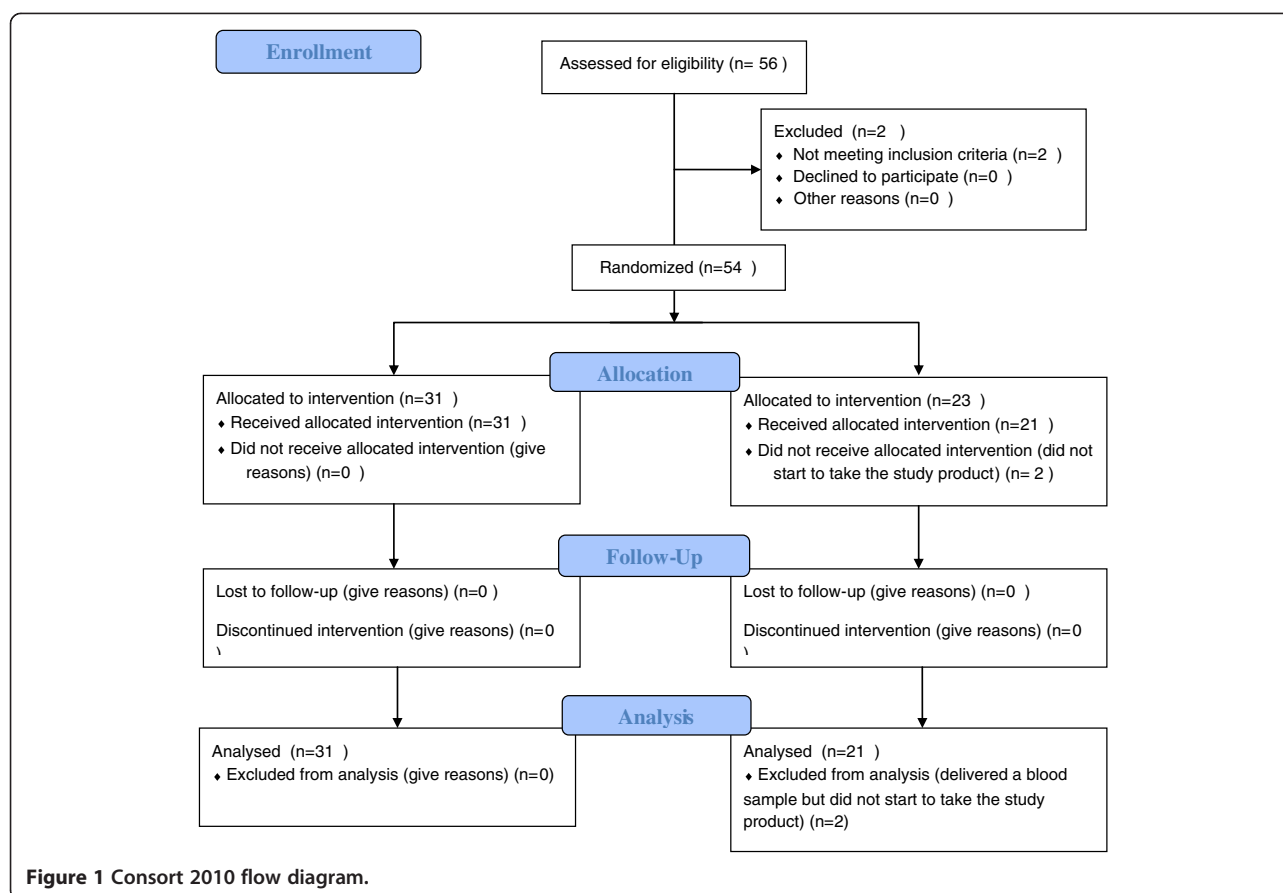 Enrollment
Assessed for eligibility (n= 56 )
Excluded (n=2 )
♦ Not meeting inclusion criteria (n=2 )
♦ Declined to participate (n=0 )
♦ Other reasons (n=0 )
Randomized (n=54 )
Allocation
Allocated to intervention (n=31 )
♦ Received allocated intervention (n=31 )
♦ Did not receive allocated intervention (give
reasons) (n=0 )
Allocated to intervention (n=23 )
♦ Received allocated intervention (n=21 )
♦ Did not receive allocated intervention (did not
start to take the study product) (n= 2 )
Follow-Up
Lost to follow-up (give reasons) (n=0 )
Discontinued intervention (give reasons) (n=0
)
Lost to follow-up (give reasons) (n=0 )
Discontinued intervention (give reasons) (n=0
)
Analysis
Analysed (n=31 )
♦ Excluded from analysis (give reasons) (n=0)
Analysed (n=21 )
♦ Excluded from analysis (delivered a blood
sample but did not start to take the study
product) (n=2)
Figure 1 Consort 2010 flow diagram.